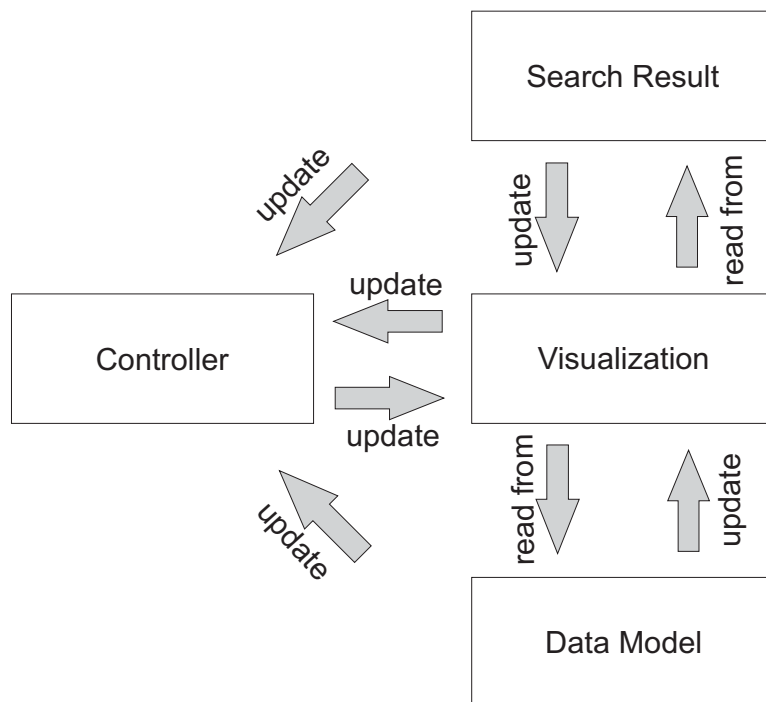 Search Result
update
update
read from
update
Controller
Visualization
update
read from
update
update
Data Model